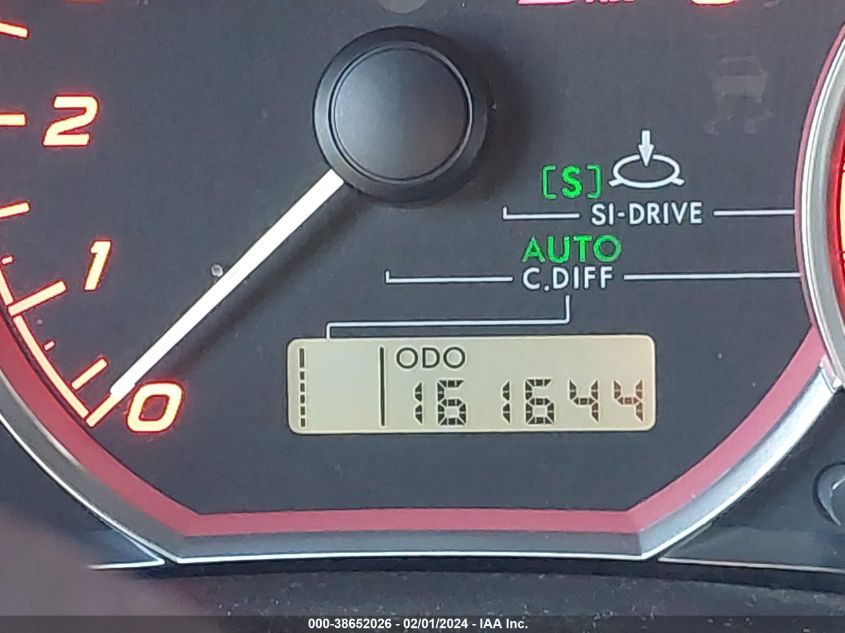 2
[S]
SI-DRIVE
AUTO
1
C.DIFF
ODO
0
161644
000-38652026 - 02/01/2024 - IAA Inc.